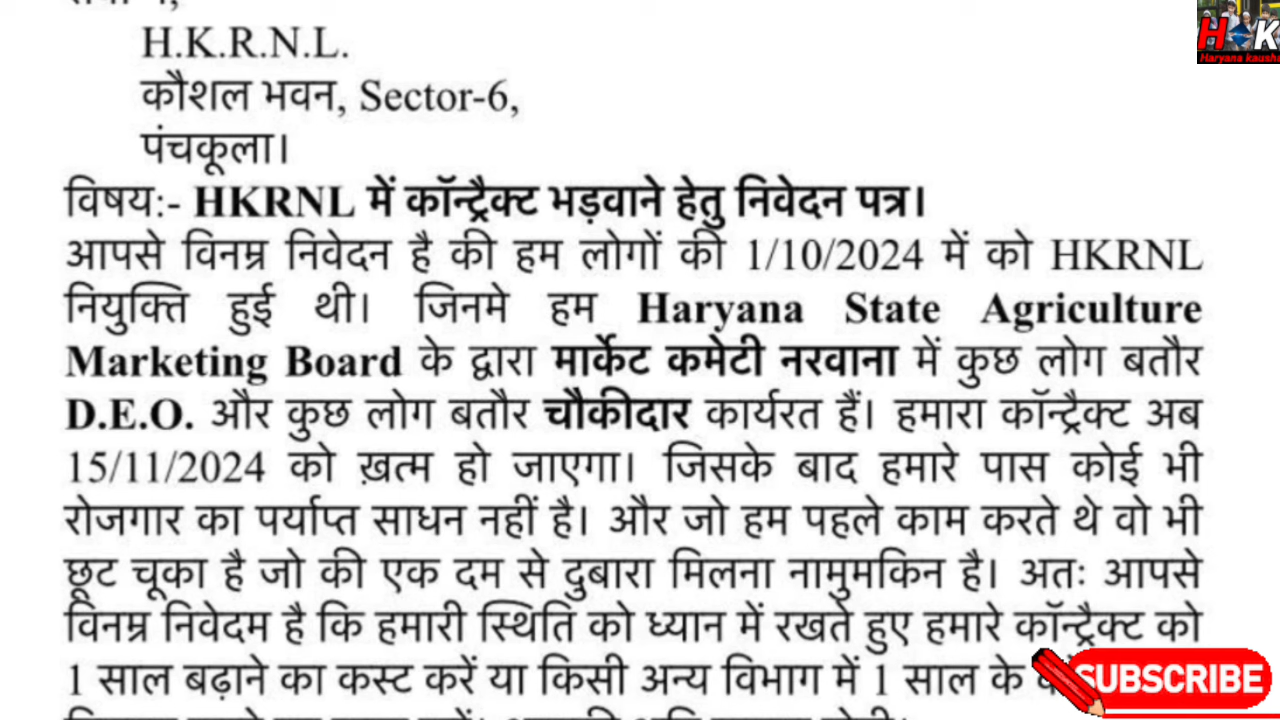 H.K.R.N.L.
कौशल भवन, Sector-6,
पंचकूला।
विषय:- HKRNL में कॉन्ट्रैक्ट भड़वाने हेतु निवेदन पत्र।
आपसे विनम्र निवेदन है की हम लोगों की 1/10/2024 में को HKRNL
नियुक्ति हुई थी। जिनमे हम Haryana State Agriculture
Marketing Board के द्वारा मार्केट कमेटी नरवाना में कुछ लोग बतौर
D.E.O. और कुछ लोग बतौर चौकीदार कार्यरत हैं। हमारा कॉन्ट्रैक्ट अब
15/11/2024 को ख़त्म हो जाएगा। जिसके बाद हमारे पास कोई भी
रोजगार का पर्याप्त साधन नहीं है। और जो हम पहले काम करते थे वो भी
छूट चूका है जो की एक दम से दुबारा मिलना नामुमकिन है। अतः आपसे
विनम्र निवेदम है कि हमारी स्थिति को ध्यान में रखते हुए हमारे कॉन्ट्रैक्ट को
1 साल बढ़ाने का कस्ट करें या किसी अन्य विभाग में 1 साल के
H K
Haryana kaush
SUBSCRIBE